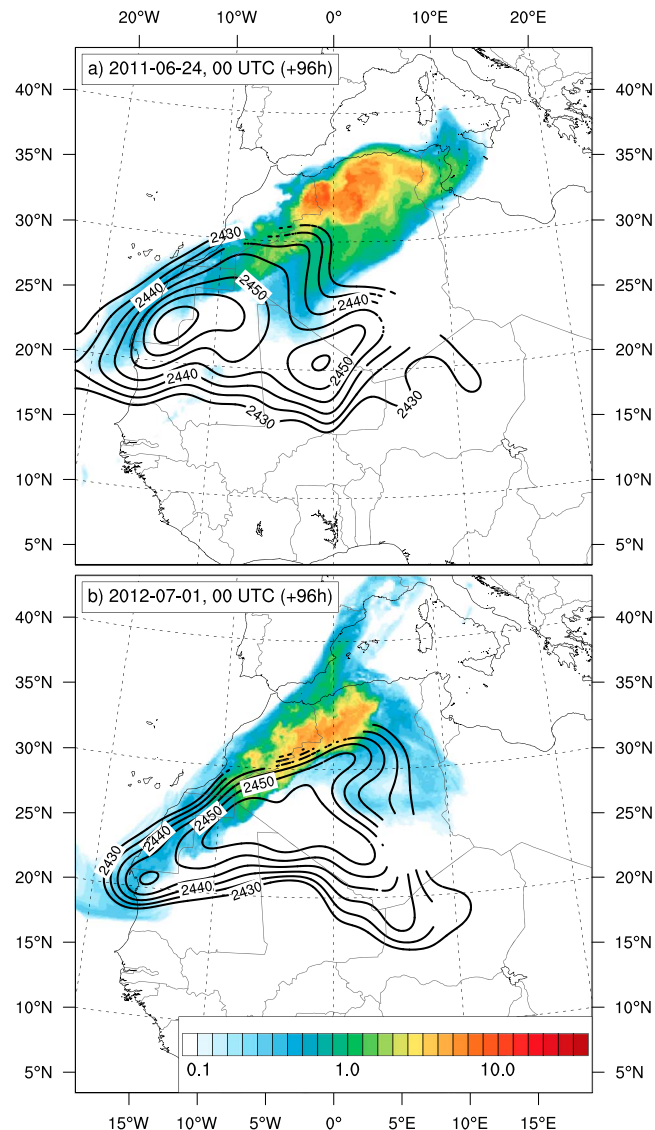 20°W 10°W 0° 10°E 20°E
a) 2011-06-24, 00 UTC (+96h)
40°N 40°N
35°N 35°N
30°N 30°N
25°N 25°N
20°N 20°N
15°N 15°N
10°N 10°N
5°N 5°N
2430
2440
2450
2440
2450
2440
2430
2430
b) 2012-07-01, 00 UTC (+96h)
40°N 40°N
35°N 35°N
30°N 30°N
25°N 25°N
20°N 20°N
15°N 15°N
10°N 10°N
5°N 5°N
2450
2450
2440
2430
2440
2430
0.1 1.0 10.0
15°W 10°W 5°W 0° 5°E 10°E 15°E